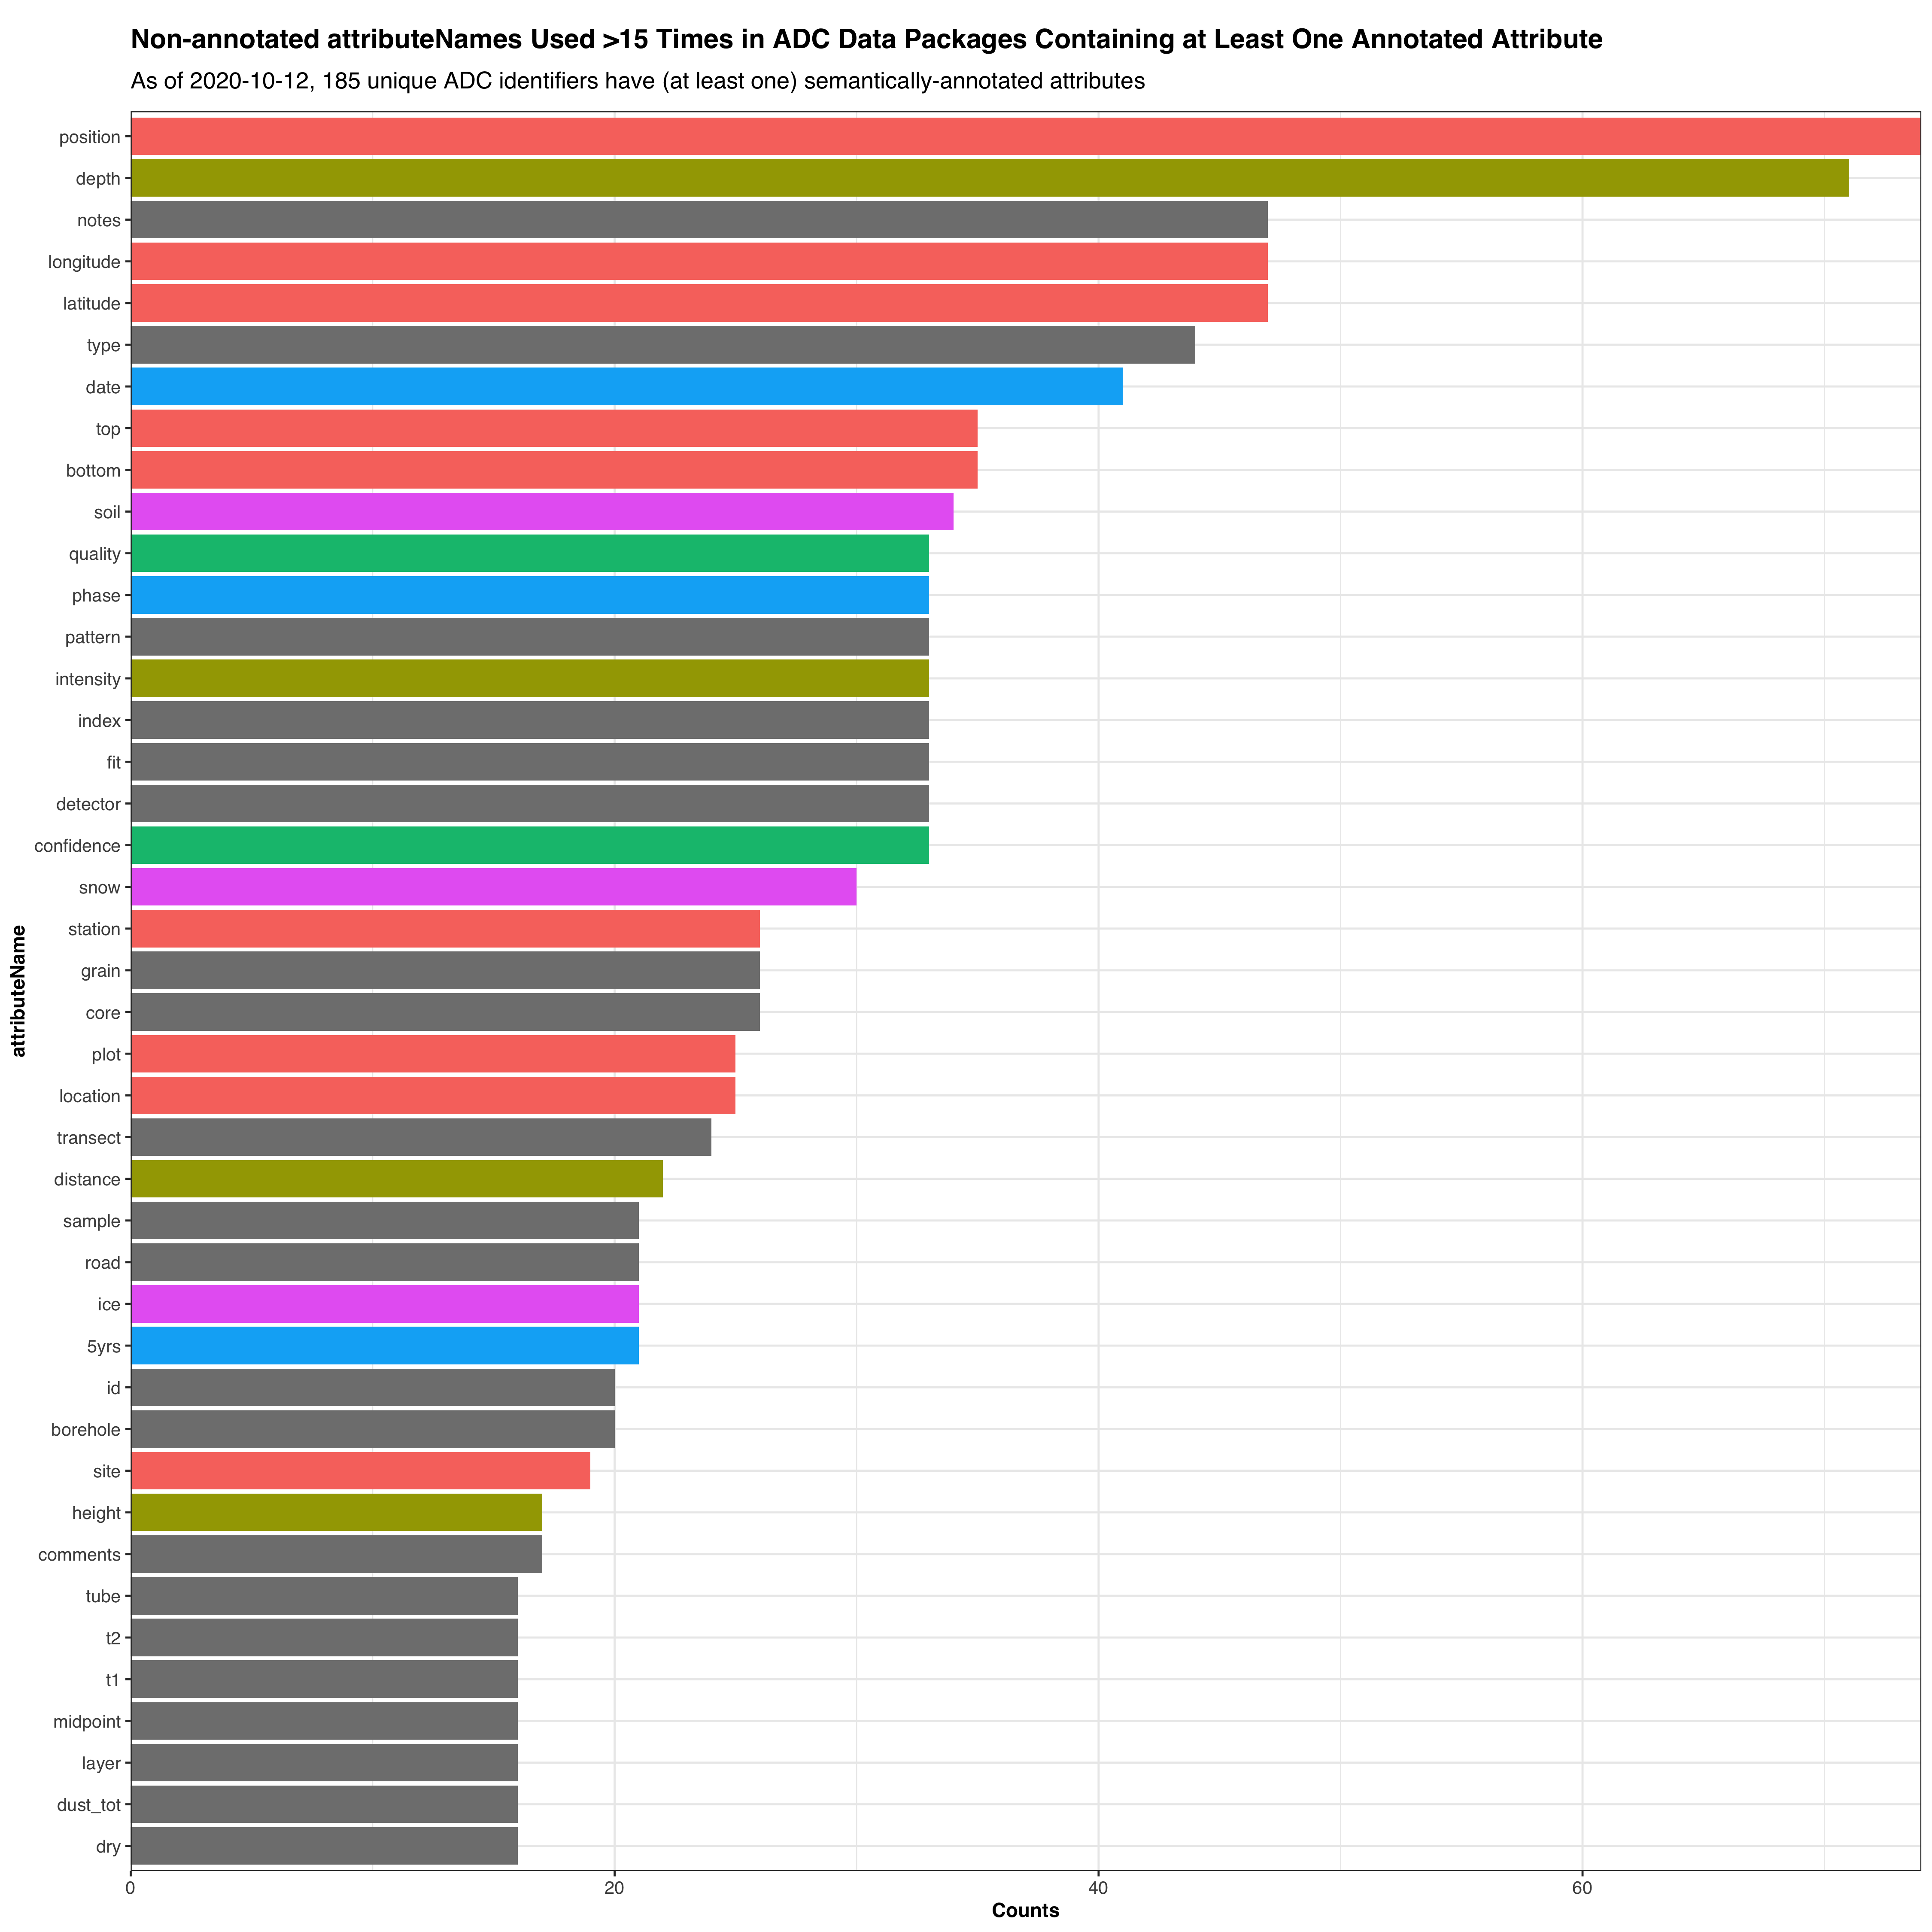 Non-annotated attributeNames Used >15 Times in ADC Data Packages Containing at Least One Annotated Attribute
As of 2020-10-12, 185 unique ADC identifiers have (at least one) semantically-annotated attributes
attributeName
position
depth
notes
longitude
latitude
type
date
top
bottom
soil
quality
phase
pattern
intensity
index
fit
detector
confidence
snow
station
grain
core
plot
location
transect
distance
sample
road
ice
5yrs
id
borehole
site
height
comments
tube
t2
t1
midpoint
layer
dust_tot
dry
0 20 40 60
Counts